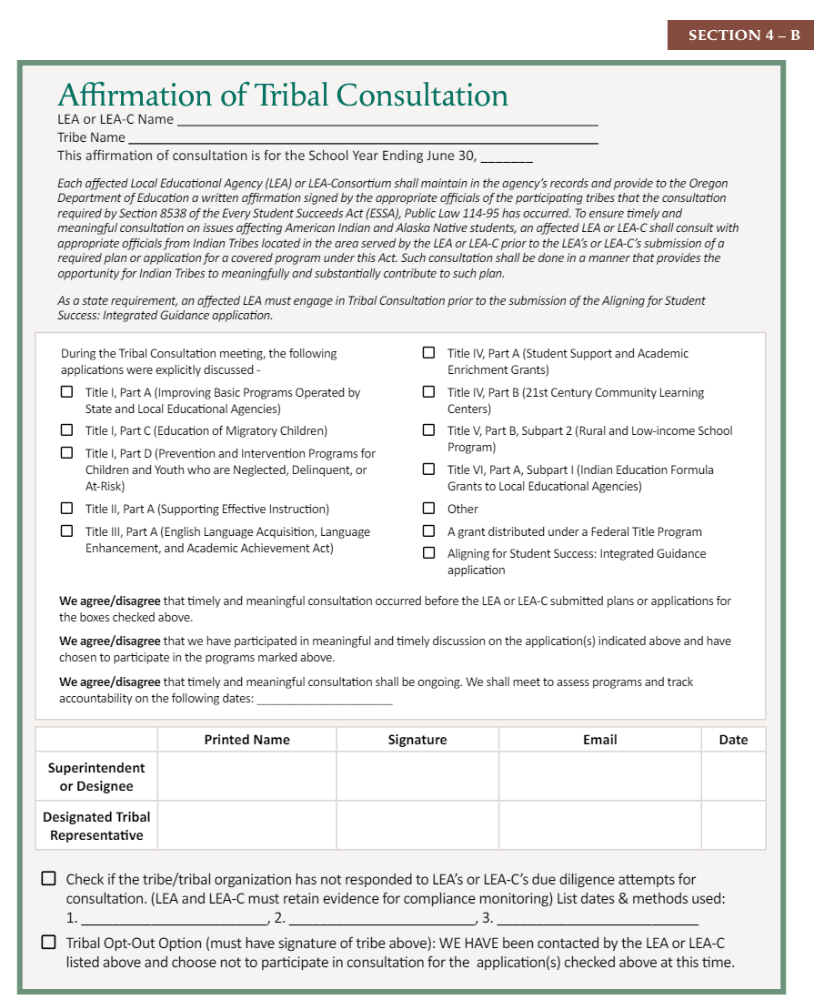 SECTION 4 – B
Affirmation of Tribal Consultation
LEA or LEA-C Name ____________________
Tribe Name ____________________
This affirmation of consultation is for the School Year Ending June 30, _______
Each affected Local Educational Agency (LEA) or LEA-Consortium shall maintain in the agency's records and provide to the Oregon
Department of Education a written affirmation signed by the appropriate officials of the participating tribes that the consultation
required by Section 8538 of the Every Student Succeeds Act (ESSA), Public Law 114-95 has occurred. To ensure timely and
meaningful consultation on issues affecting American Indian and Alaska Native students, an affected LEA or LEA-C shall consult with
appropriate officials from Indian Tribes located in the area served by the LEA or LEA-C prior to the LEA's or LEA-C's submission of a
required plan or application for a covered program under this Act. Such consultation shall be done in a manner that provides the
opportunity for Indian Tribes to meaningfully and substantially contribute to such plan.
As a state requirement, an affected LEA must engage in Tribal Consultation prior to the submission of the Aligning for Student
Success: Integrated Guidance application.
During the Tribal Consultation meeting, the following
applications were explicitly discussed -
☐ Title I, Part A (Improving Basic Programs Operated by
State and Local Educational Agencies)
☐ Title I, Part C (Education of Migratory Children)
☐ Title I, Part D (Prevention and Intervention Programs for
Children and Youth who are Neglected, Delinquent, or
At-Risk)
☐ Title II, Part A (Supporting Effective Instruction)
☐ Title III, Part A (English Language Acquisition, Language
Enhancement, and Academic Achievement Act)
☐ Title IV, Part A (Student Support and Academic
Enrichment Grants)
☐ Title IV, Part B (21st Century Community Learning
Centers)
☐ Title V, Part B, Subpart 2 (Rural and Low-income School
Program)
☐ Title VI, Part A, Subpart I (Indian Education Formula
Grants to Local Educational Agencies)
☐ Other
☐ A grant distributed under a Federal Title Program
☐ Aligning for Student Success: Integrated Guidance
application
We agree/disagree that timely and meaningful consultation occurred before the LEA or LEA-C submitted plans or applications for
the boxes checked above.
We agree/disagree that we have participated in meaningful and timely discussion on the application(s) indicated above and have
chosen to participate in the programs marked above.
We agree/disagree that timely and meaningful consultation shall be ongoing. We shall meet to assess programs and track
accountability on the following dates: ____________________
Printed Name Signature Email Date
Superintendent
or Designee
Designated Tribal
Representative
☐ Check if the tribe/tribal organization has not responded to LEA's or LEA-C's due diligence attempts for
consultation. (LEA and LEA-C must retain evidence for compliance monitoring) List dates & methods used:
1. ____________________, 2. ____________________, 3. ____________________
☐ Tribal Opt-Out Option (must have signature of tribe above): WE HAVE been contacted by the LEA or LEA-C
listed above and choose not to participate in consultation for the application(s) checked above at this time.